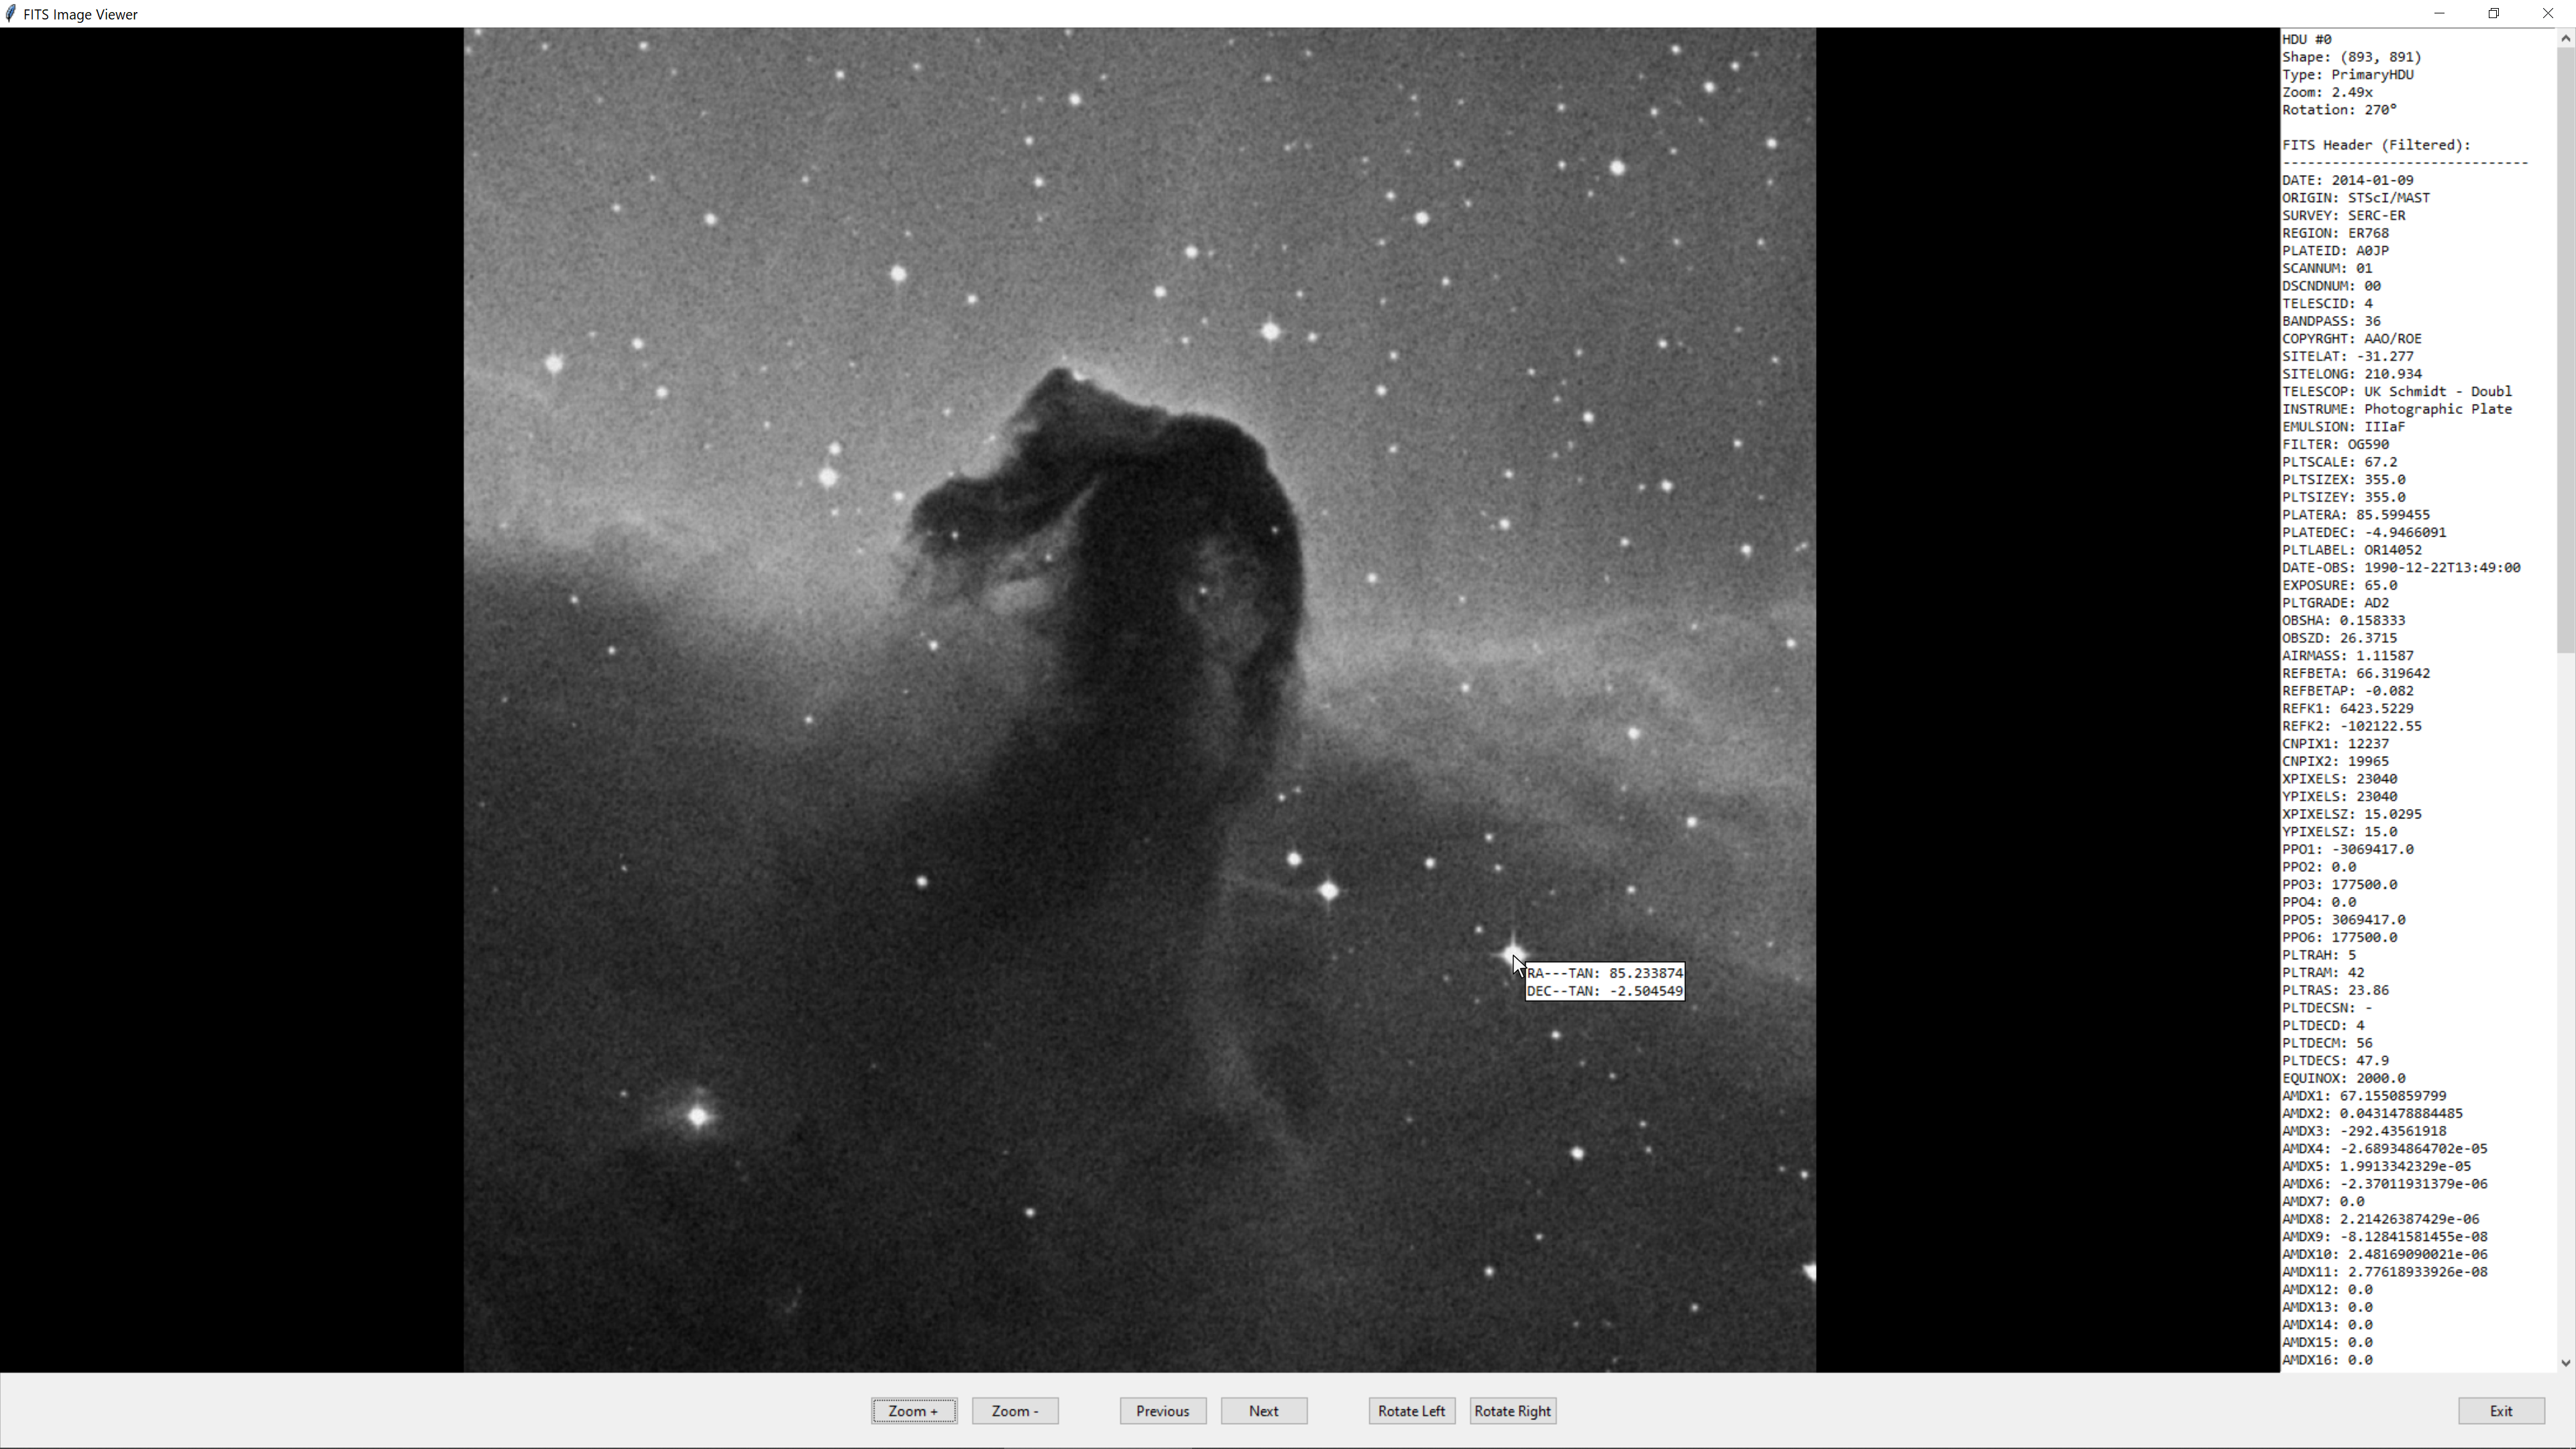 FITS Image Viewer
HDU #0
Shape: (893, 891)
Type: PrimaryHDU
Zoom: 2.49x
Rotation: 270°
FITS Header (Filtered):
------------------------------
DATE: 2014-01-09
ORIGIN: STScI/MAST
SURVEY: SERC-ER
REGION: ER768
PLATEID: A0JP
SCANNUM: 01
DSCNDNUM: 00
TELESCID: 4
BANDPASS: 36
COPYRGHT: AAO/ROE
SITELAT: -31.277
SITELONG: 210.934
TELESCOP: UK Schmidt - Doubl
INSTRUME: Photographic Plate
EMULSION: IIIaF
FILTER: OG590
PLTSCALE: 67.2
PLTSIZEX: 355.0
PLTSIZEY: 355.0
PLATERA: 85.599455
PLATEDEC: -4.9466091
PLTLABEL: OR14052
DATE-OBS: 1990-12-22T13:49:00
EXPOSURE: 65.0
PLTGRADE: AD2
OBSHA: 0.158333
OBSZD: 26.3715
AIRMASS: 1.11587
REFBETA: 66.319642
REFBETAP: -0.082
REFK1: 6423.5229
REFK2: -102122.55
CNPIX1: 12237
CNPIX2: 19965
XPIXELS: 23040
YPIXELS: 23040
XPIXELSZ: 15.0295
YPIXELSZ: 15.0
PPO1: -3069417.0
PPO2: 0.0
PPO3: 177500.0
PPO4: 0.0
PPO5: 3069417.0
PPO6: 177500.0
PLTRAH: 5
PLTRAM: 42
PLTRAS: 23.86
PLTDECSN: -
PLTDECD: 4
PLTDECM: 56
PLTDECS: 47.9
EQUINOX: 2000.0
AMDX1: 67.1550859799
AMDX2: 0.0431478884485
AMDX3: -292.43561918
AMDX4: -2.68934864702e-05
AMDX5: 1.9913342329e-05
AMDX6: -2.37011931379e-06
AMDX7: 0.0
AMDX8: 2.21426387429e-06
AMDX9: -8.12841581455e-08
AMDX10: 2.48169090021e-06
AMDX11: 2.77618933926e-08
AMDX12: 0.0
AMDX13: 0.0
AMDX14: 0.0
AMDX15: 0.0
AMDX16: 0.0
RA---TAN: 85.233874
DEC--TAN: -2.504549
Zoom +
Zoom -
Previous
Next
Rotate Left
Rotate Right
Exit